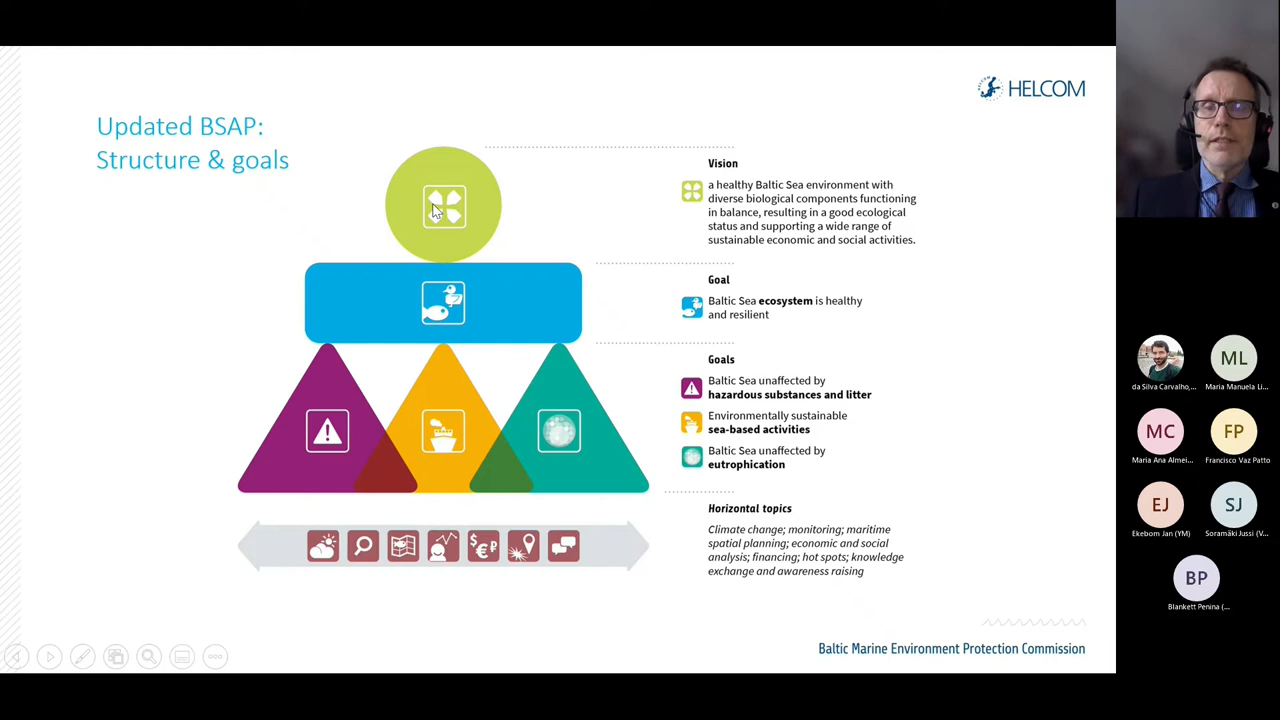 HELCOM
Updated BSAP:
Structure & goals
Vision
a healthy Baltic Sea environment with
diverse biological components functioning
in balance, resulting in a good ecological
status and supporting a wide range of
sustainable economic and social activities.
Goal
Baltic Sea ecosystem is healthy
and resilient
Goals
Baltic Sea unaffected by
hazardous substances and litter
Environmentally sustainable
sea-based activities
Baltic Sea unaffected by
eutrophication
$ € ₽
Horizontal topics
Climate change; monitoring; maritime
spatial planning; economic and social
analysis; financing; hot spots; knowledge
exchange and awareness raising
Baltic Marine Environment Protection Commission
da Silva Carvalho,...
ML
Maria Manuela Li...
MC
Maria Ana Almei...
FP
Francisco Vaz Patto
EJ
Ekebom Jan (YM)
SJ
Soramäki Jussi (V...
BP
Blankett Penina (...